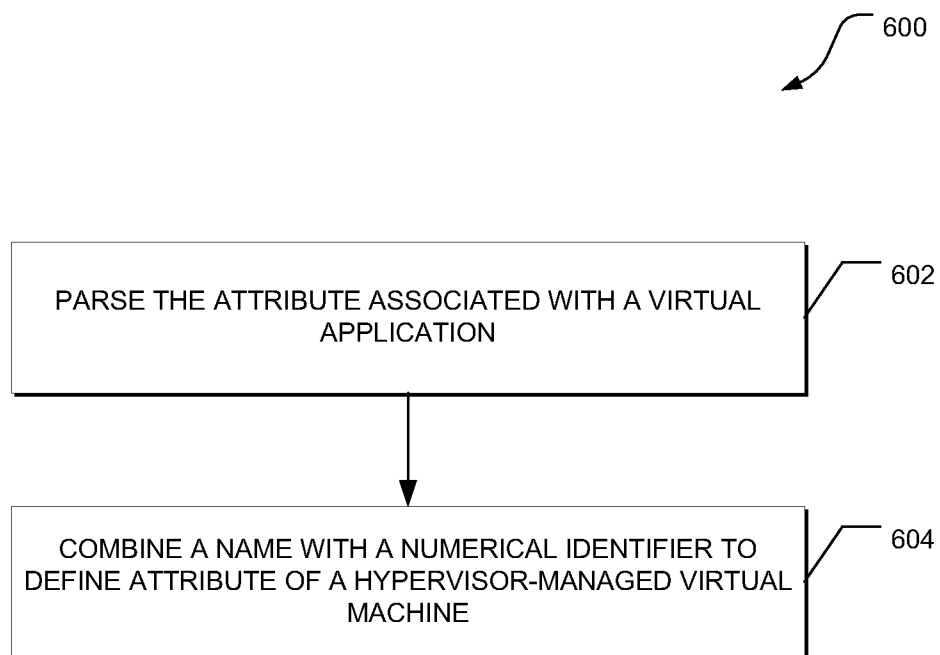 600
PARSE THE ATTRIBUTE ASSOCIATED WITH A VIRTUAL
APPLICATION
602
COMBINE A NAME WITH A NUMERICAL IDENTIFIER TO
DEFINE ATTRIBUTE OF A HYPERVISOR-MANAGED VIRTUAL
MACHINE
604